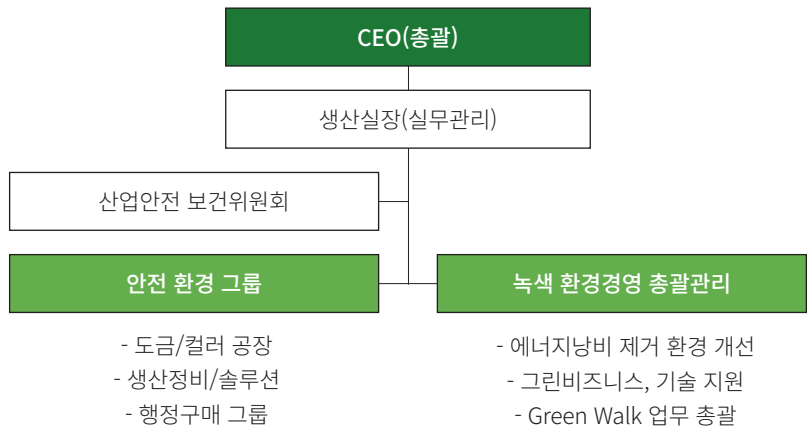 CEO(총괄)
생산실장(실무관리)
산업안전 보건위원회
안전 환경 그룹
- 도금/컬러 공장
- 생산정비/솔루션
- 행정구매 그룹
녹색 환경경영 총괄관리
- 에너지낭비 제거 환경 개선
- 그린비즈니스, 기술 지원
- Green Walk 업무 총괄